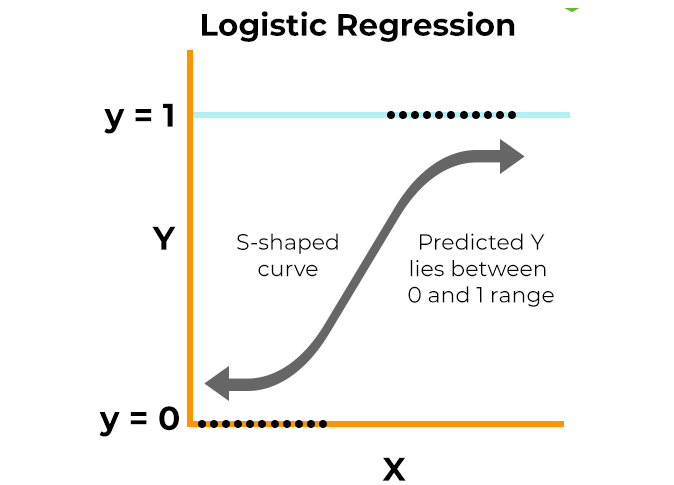 Logistic Regression
y = 1
Y
S-shaped
curve
Predicted Y
lies between
0 and 1 range
y = 0
X